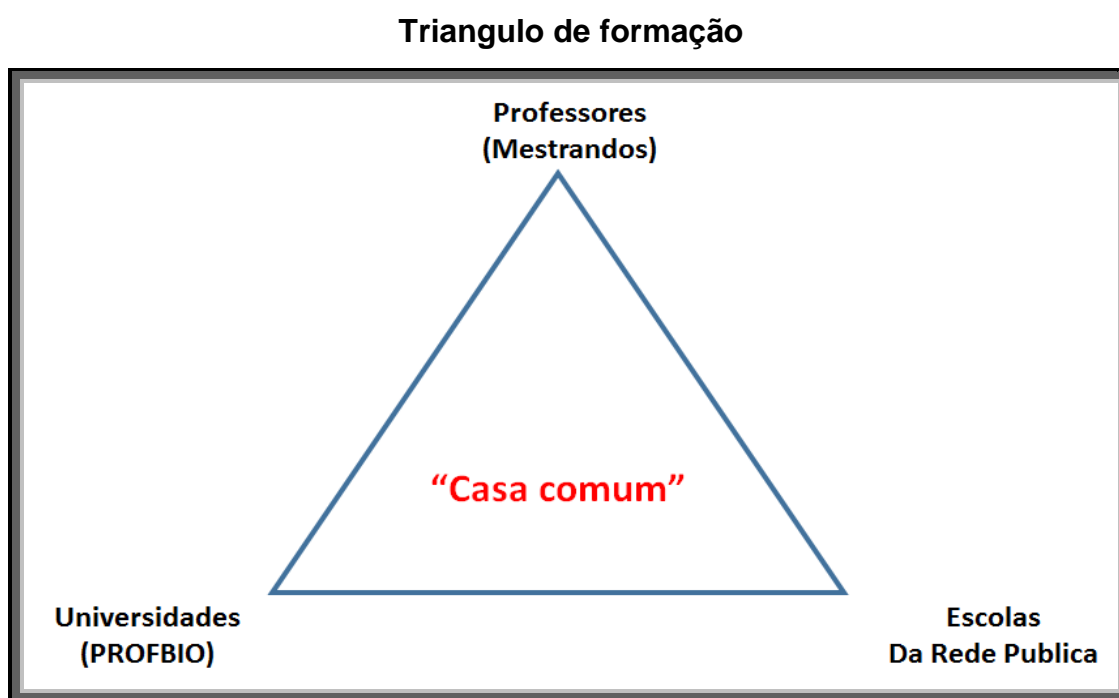 Triangulo de formação
Professores
(Mestrandos)
“Casa comum”
Universidades
(PROFBIO)
Escolas
Da Rede Publica